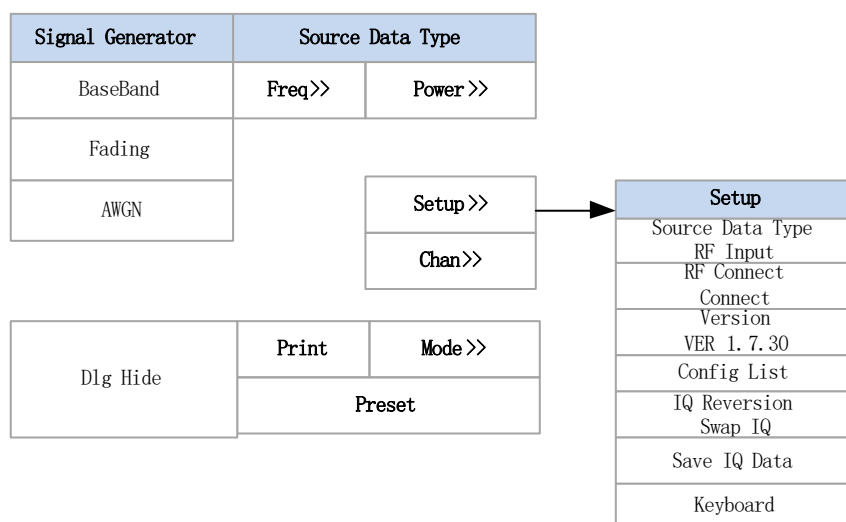 Signal Generator
Source Data Type
BaseBand
Freq>>
Power>>
Fading
AWGN
Setup>>
Chan>>
Dlg Hide
Print
Mode>>
Preset
Setup
Source Data Type
RF Input
RF Connect
Connect
Version
VER 1.7.30
Config List
IQ Reversion
Swap IQ
Save IQ Data
Keyboard